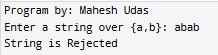 Program by: Mahesh Udas
Enter a string over {a,b}: abab
String is Rejected